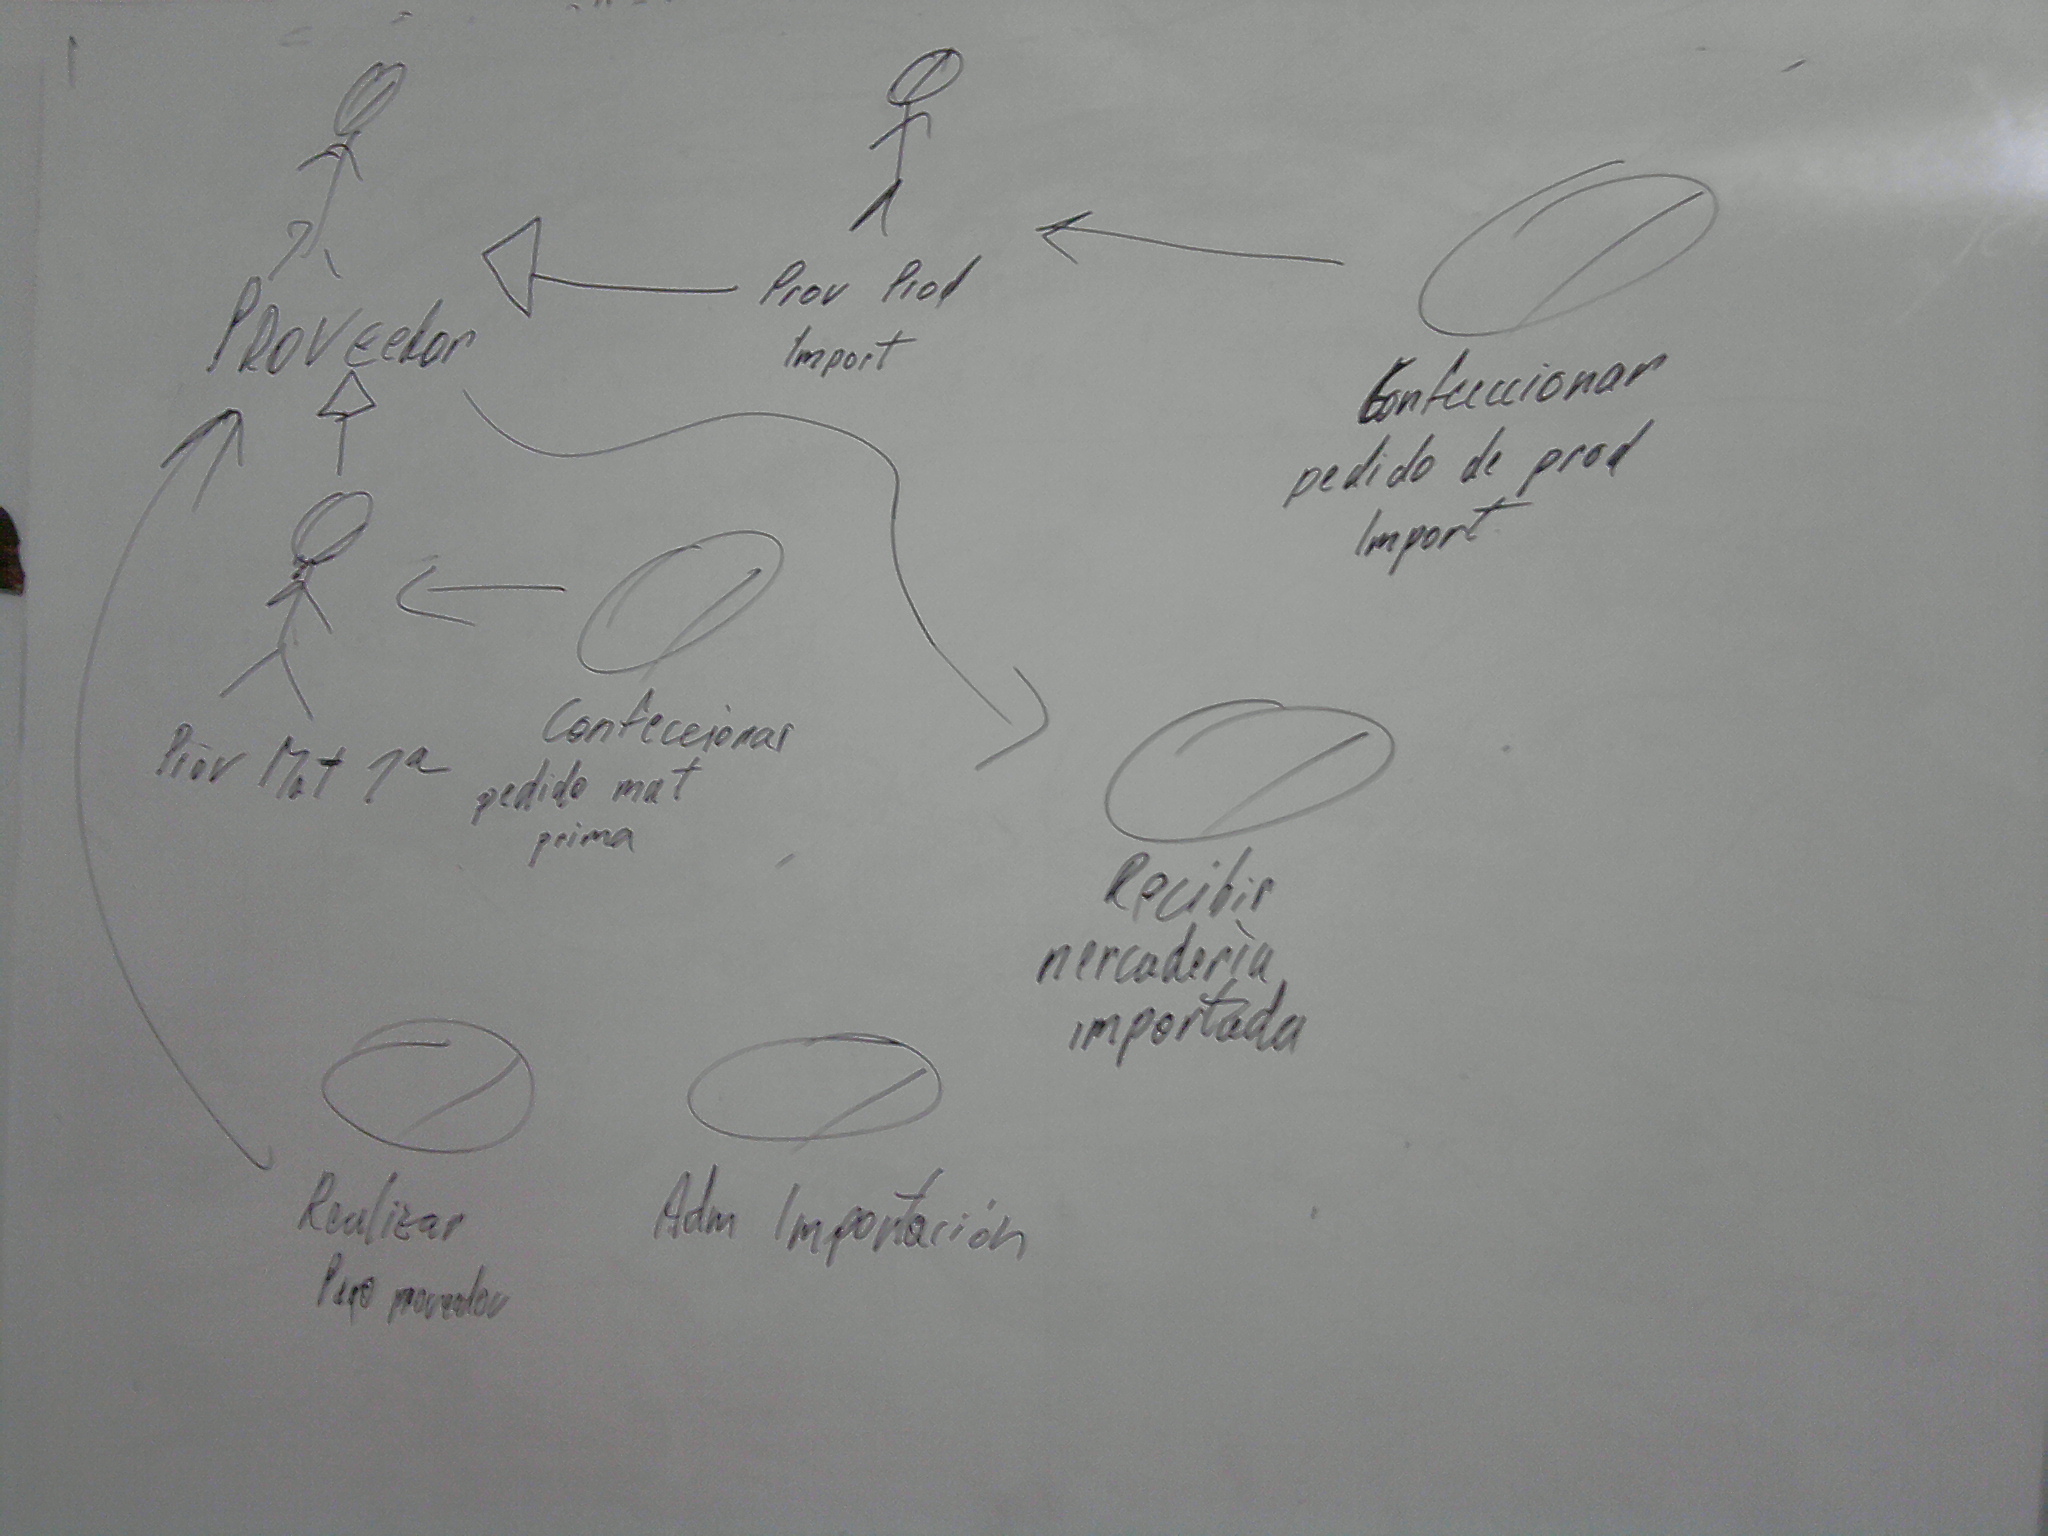 PROVeedor
Prov Prod
Import
Confeccionar
pedido de prod
Import
Prov Mat 1ª
Confeccionar
pedido mat
prima
Recibir
mercadería
importada
Realizar
Pago proveedor
Adm Importación